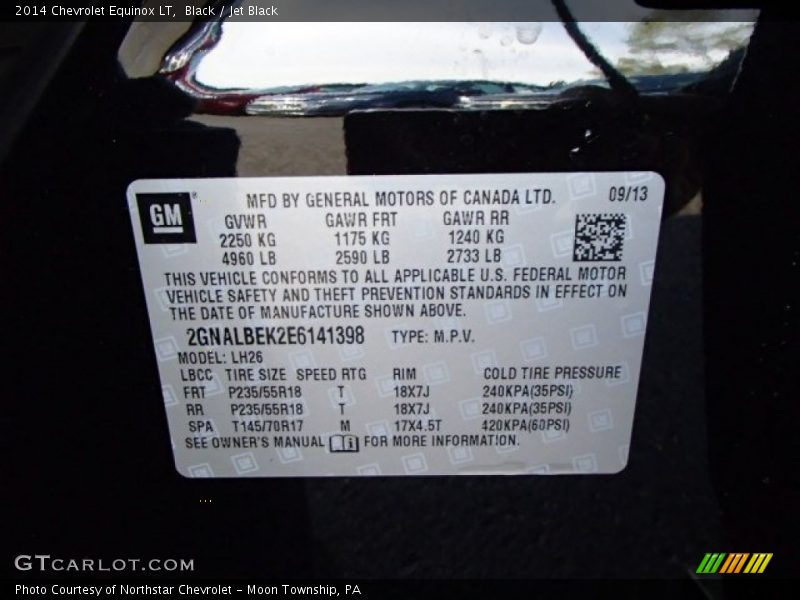 2014 Chevrolet Equinox LT, Black / Jet Black
GM®
MFD BY GENERAL MOTORS OF CANADA LTD. 09/13
GVWR GAWR FRT GAWR RR
2250 KG 1175 KG 1240 KG
4960 LB 2590 LB 2733 LB
THIS VEHICLE CONFORMS TO ALL APPLICABLE U.S. FEDERAL MOTOR
VEHICLE SAFETY AND THEFT PREVENTION STANDARDS IN EFFECT ON
THE DATE OF MANUFACTURE SHOWN ABOVE.
2GNALBEK2E6141398 TYPE: M.P.V.
MODEL: LH26
LBCC TIRE SIZE SPEED RTG RIM COLD TIRE PRESSURE
FRT P235/55R18 T 18X7J 240KPA(35PSI)
RR P235/55R18 T 18X7J 240KPA(35PSI)
SPA T145/70R17 M 17X4.5T 420KPA(60PSI)
SEE OWNER'S MANUAL FOR MORE INFORMATION.
GTCARLOT.COM
Photo Courtesy of Northstar Chevrolet - Moon Township, PA